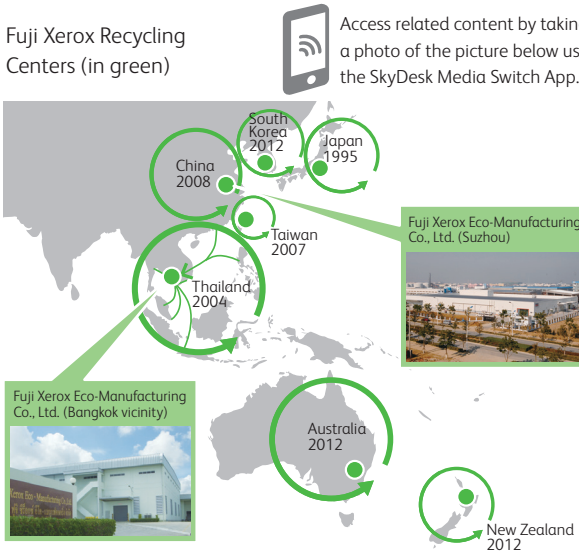 Fuji Xerox Recycling
Centers (in green)
Access related content by takin
a photo of the picture below us
the SkyDesk Media Switch App.
South
Korea
2012
Japan
1995
China
2008
Taiwan
2007
Fuji Xerox Eco-Manufacturing
Co., Ltd. (Suzhou)
Thailand
2004
Fuji Xerox Eco-Manufacturing
Co., Ltd. (Bangkok vicinity)
Australia
2012
New Zealand
2012